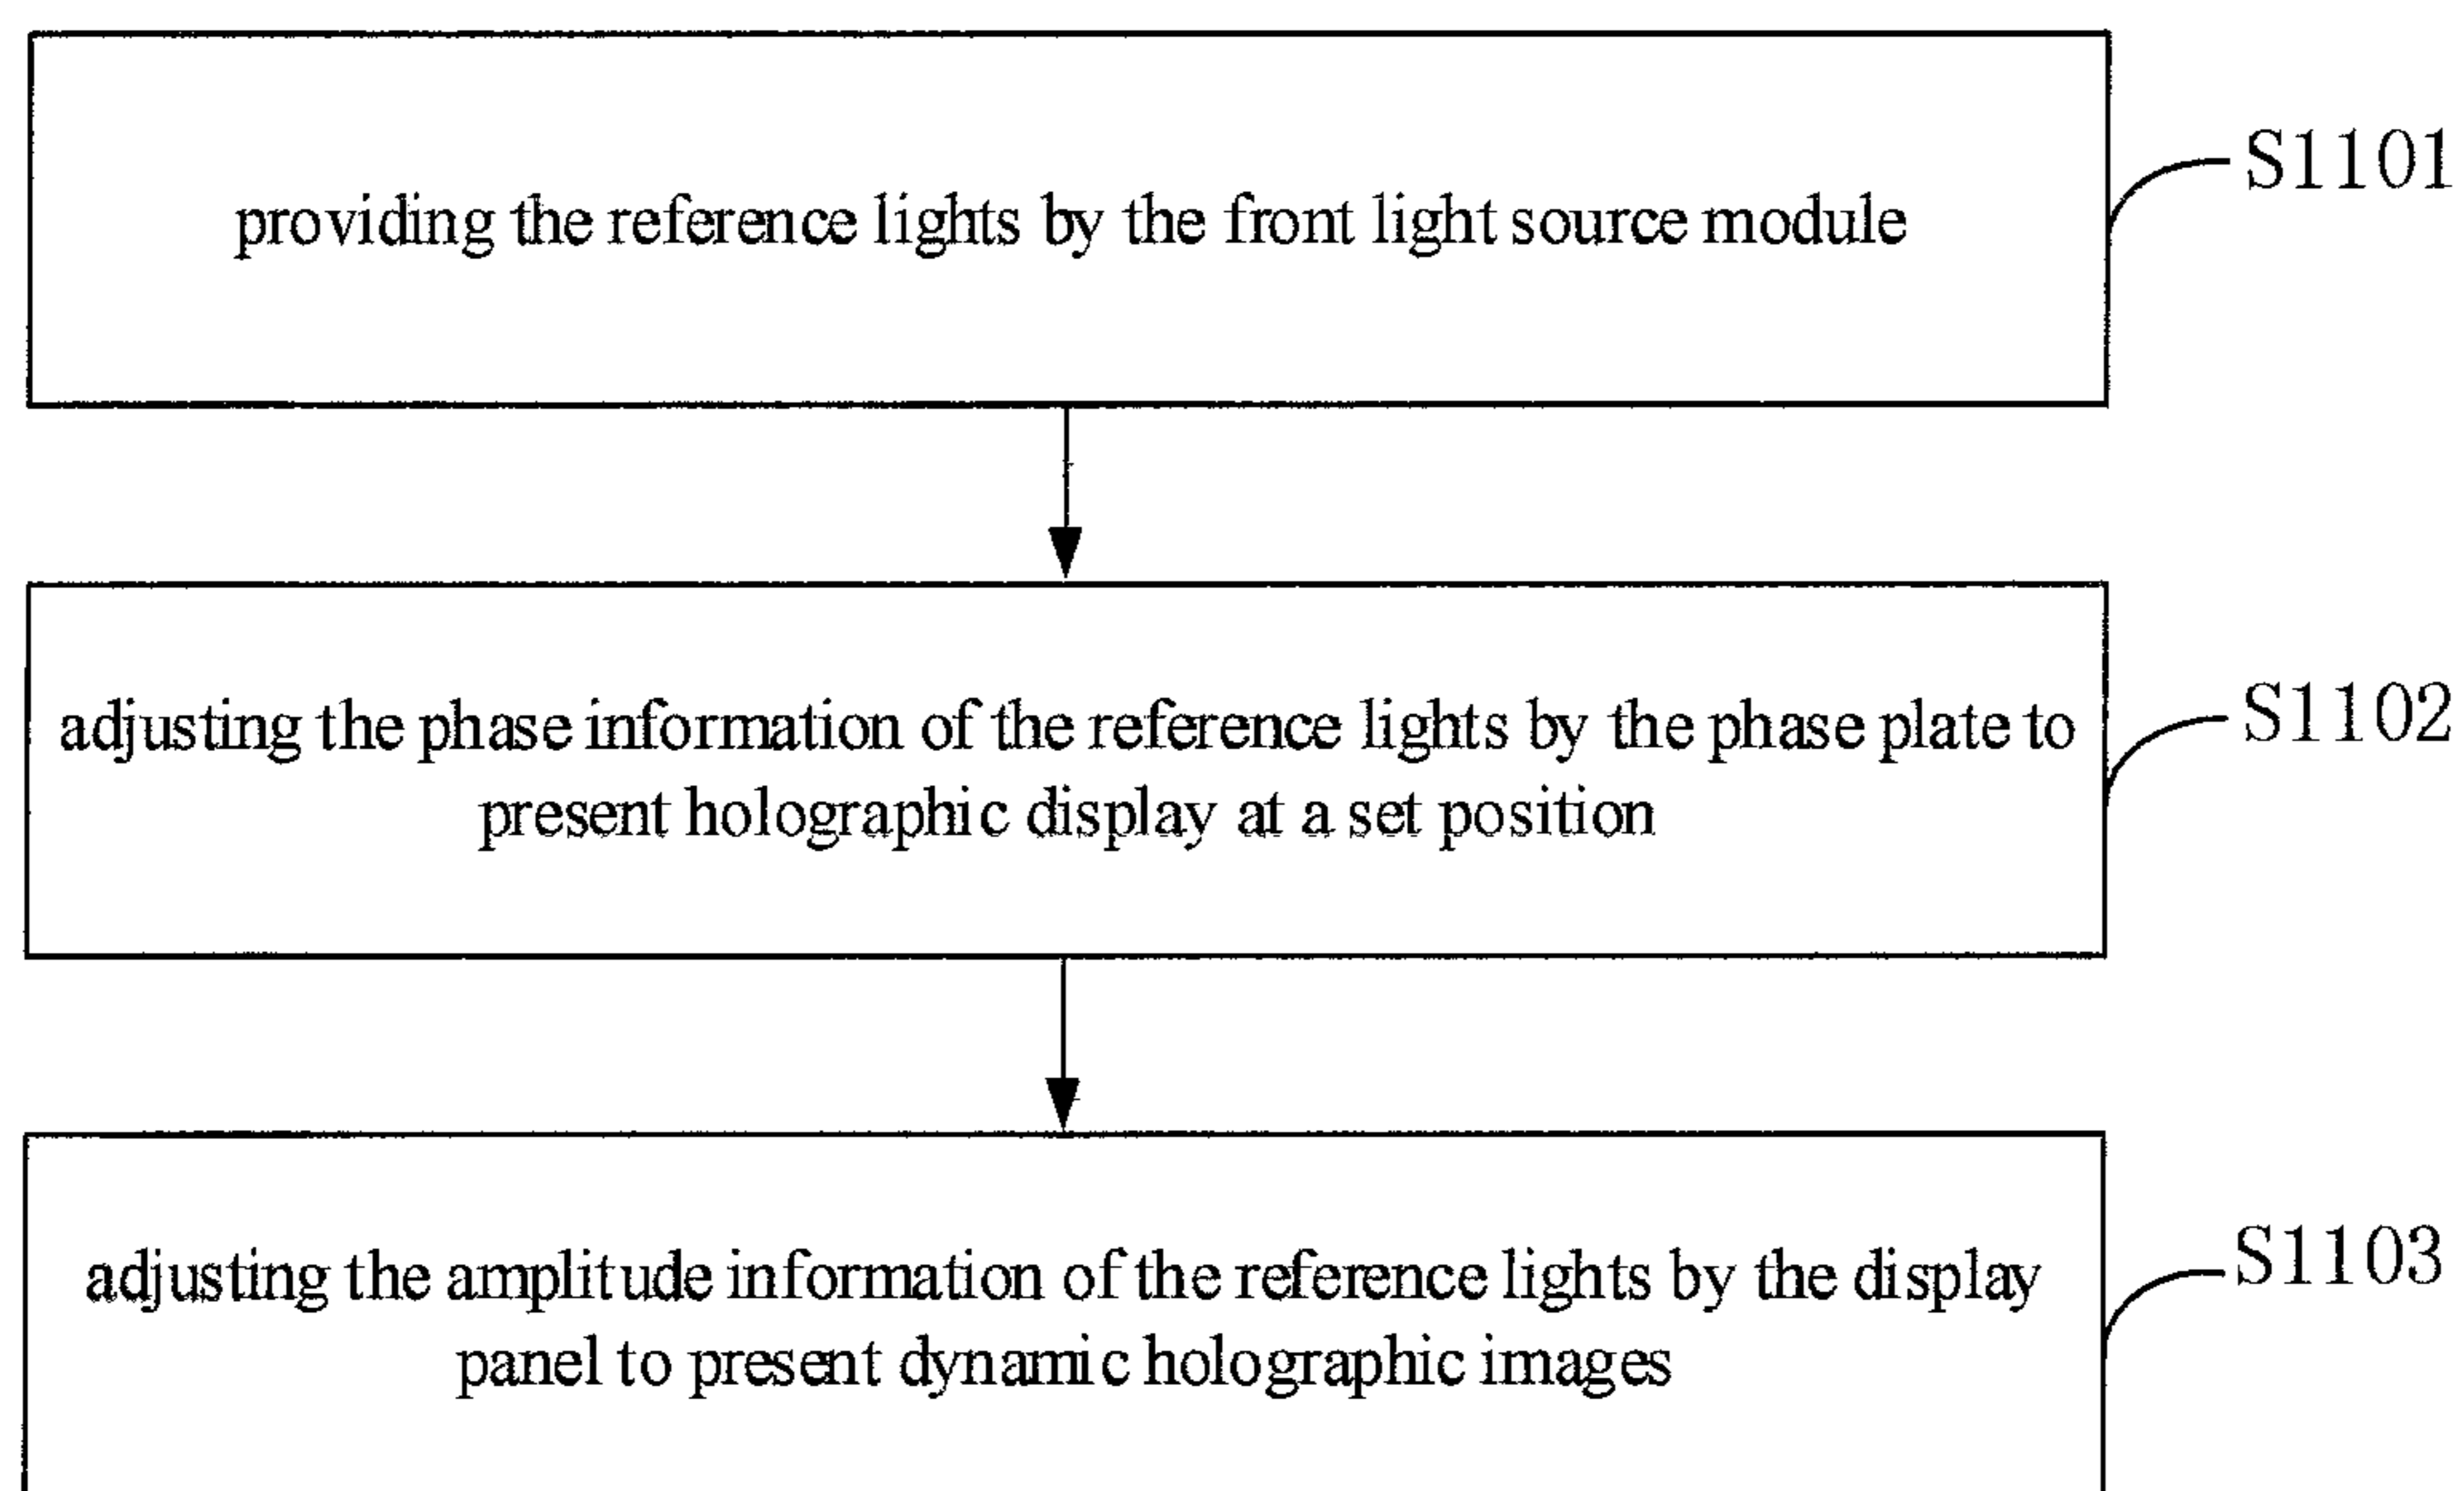 providing the reference lights by the front light source module
S1101
adjusting the phase information of the reference lights by the phase plate to
present holographic display at a set position
S1102
adjusting the amplitude information of the reference lights by the display
panel to present dynamic holographic images
S1103